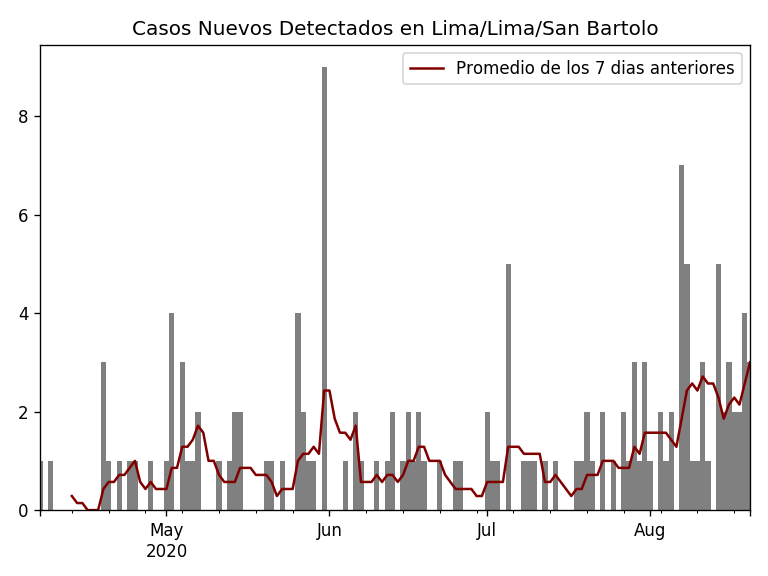 Casos Nuevos Detectados en Lima/Lima/San Bartolo
Promedio de los 7 dias anteriores
8
6
4
2
0
May Jun Jul Aug
2020